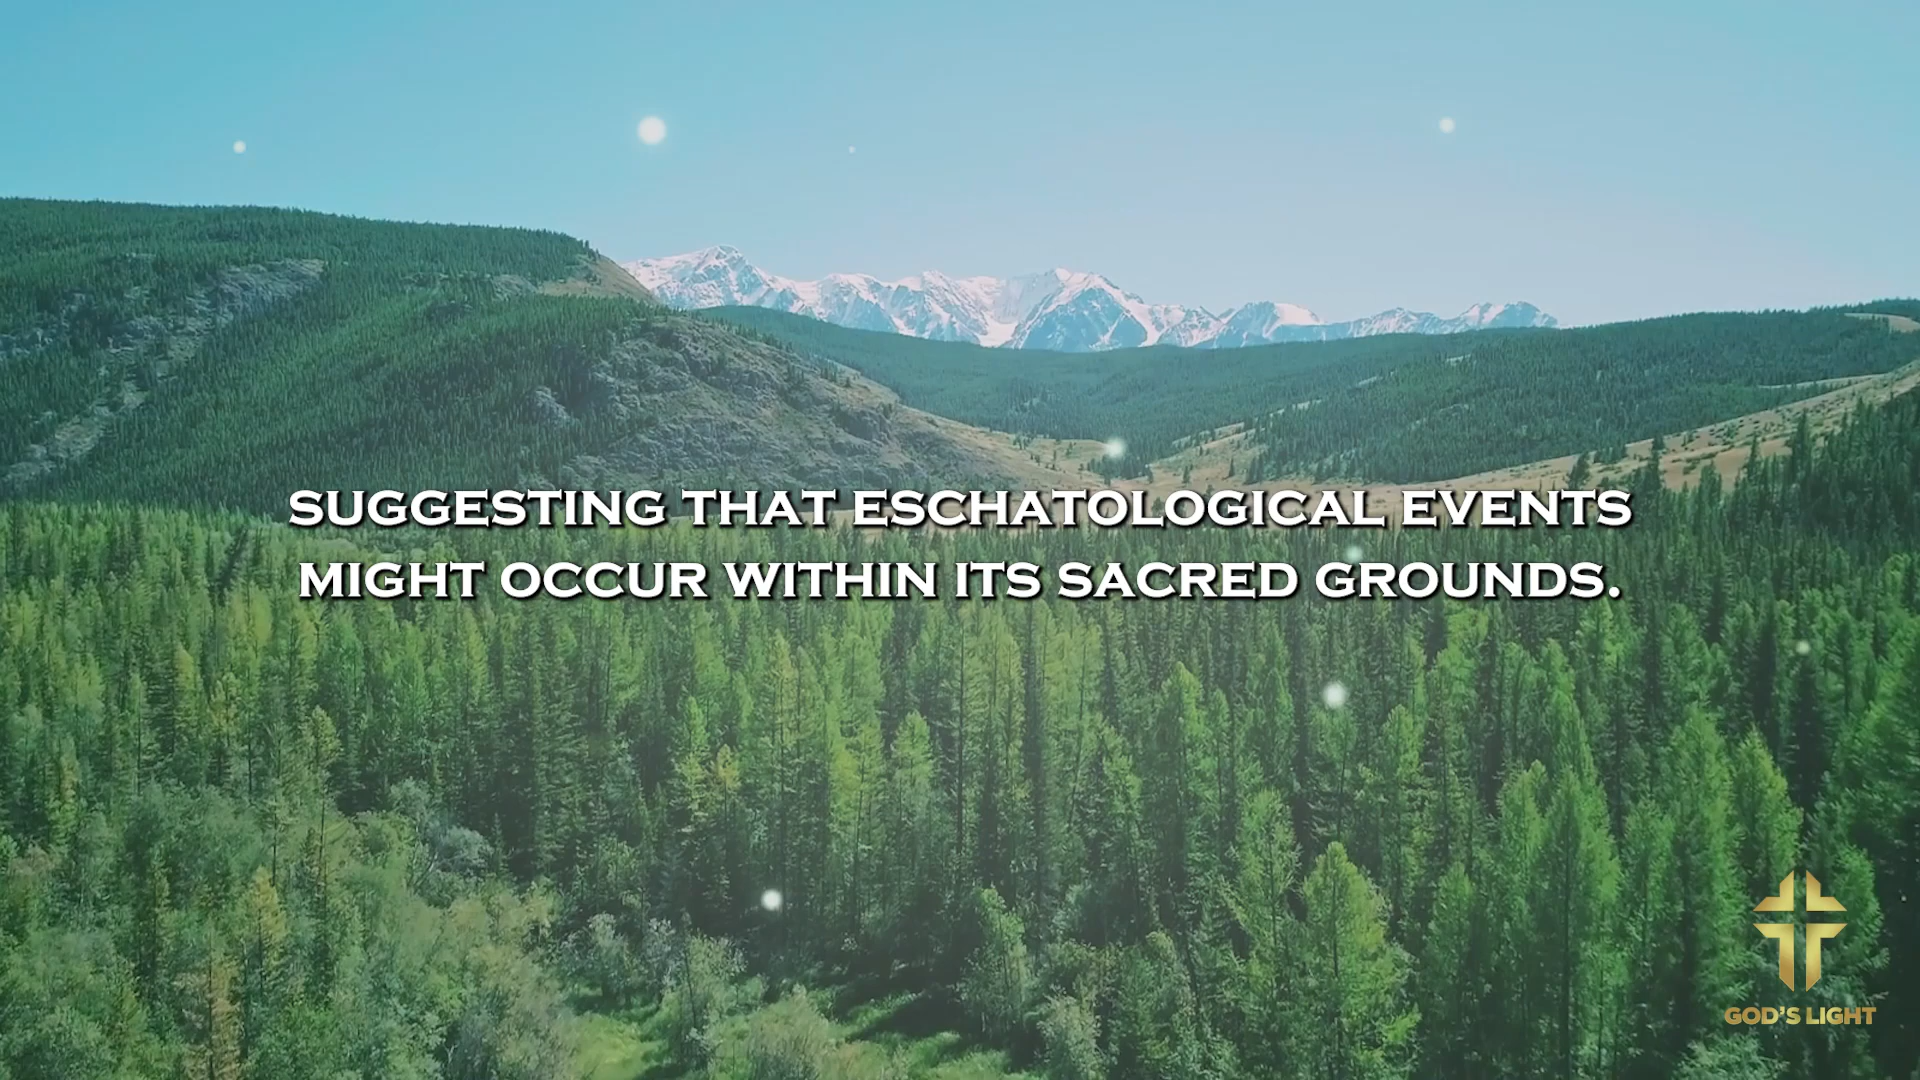 SUGGESTING THAT ESCHATOLOGICAL EVENTS
MIGHT OCCUR WITHIN ITS SACRED GROUNDS.
GOD'S LIGHT